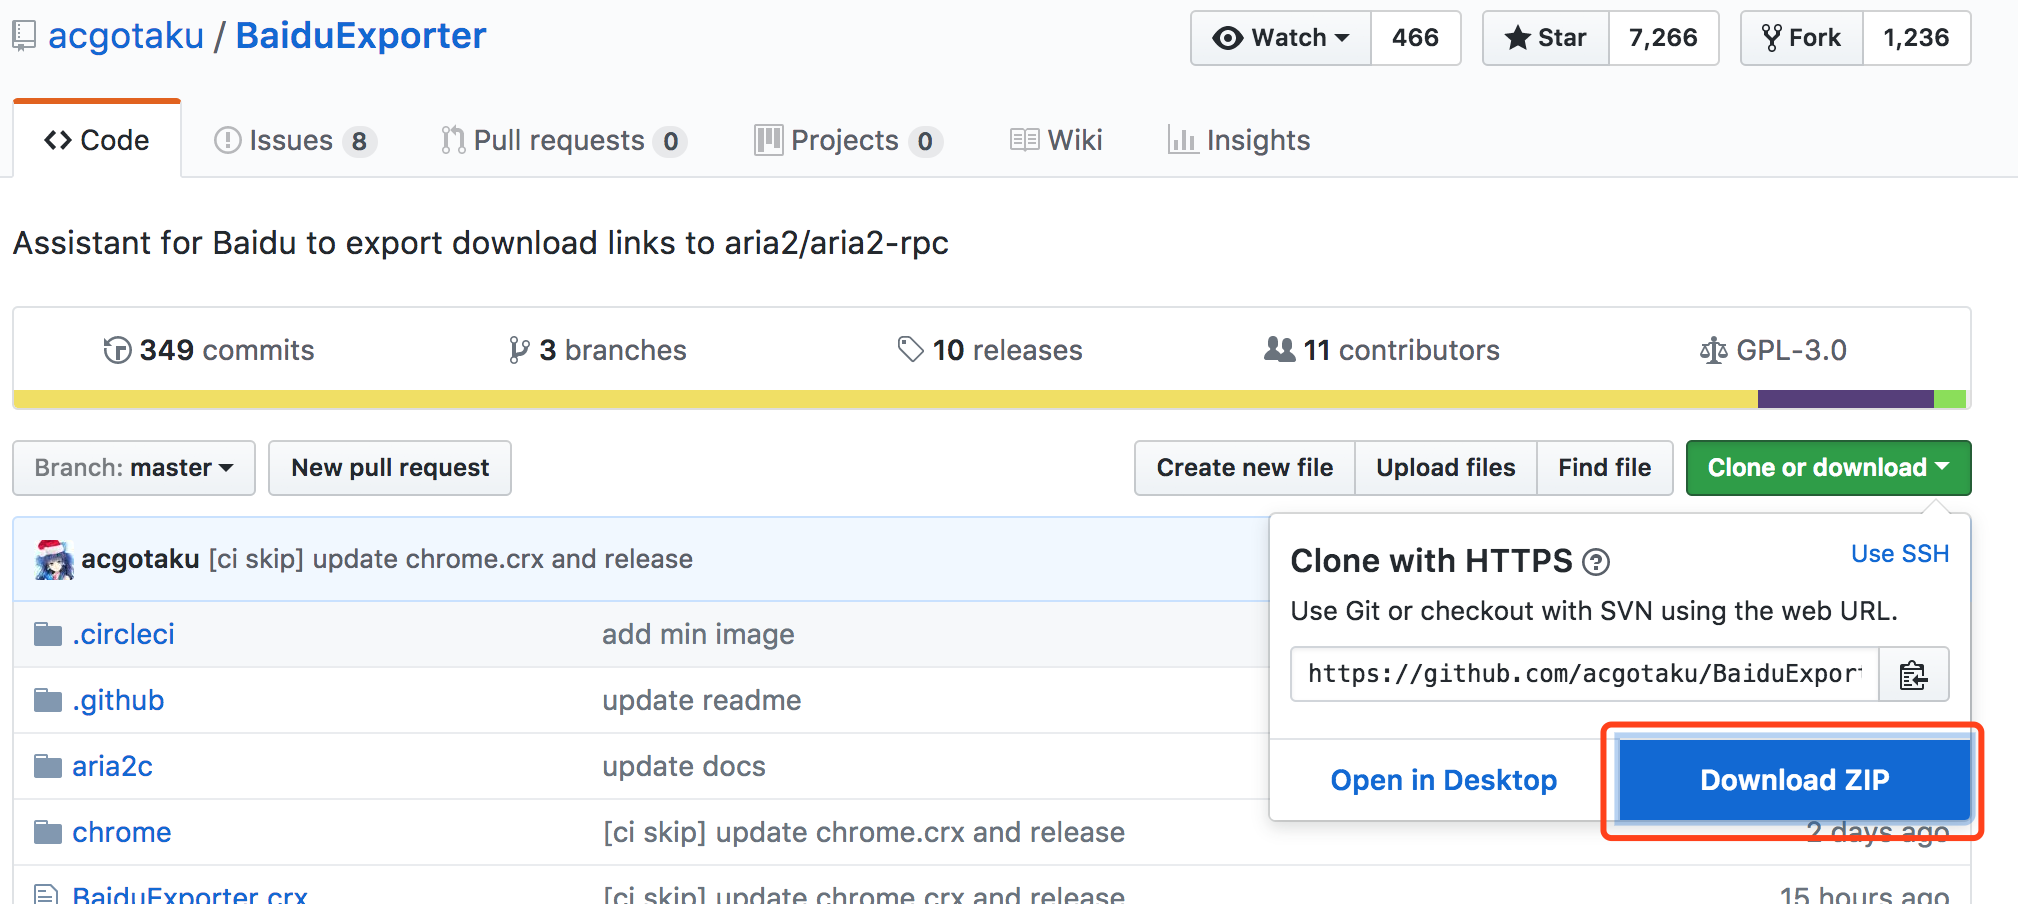 acgotaku / BaiduExporter
Watch 466 Star 7,266 Fork 1,236
Code Issues 8 Pull requests 0 Projects 0 Wiki Insights
Assistant for Baidu to export download links to aria2/aria2-rpc
349 commits 3 branches 10 releases 11 contributors GPL-3.0
Branch: master New pull request Create new file Upload files Find file Clone or download
acgotaku [ci skip] update chrome.crx and release
Clone with HTTPS ? Use SSH
Use Git or checkout with SVN using the web URL.
https://github.com/acgotaku/BaiduExport
Open in Desktop Download ZIP
.circleci add min image
.github update readme
aria2c update docs
chrome [ci skip] update chrome.crx and release 2 days ago
BaiduExporter.crx [ci skip] update chrome.crx and release 15 hours ago